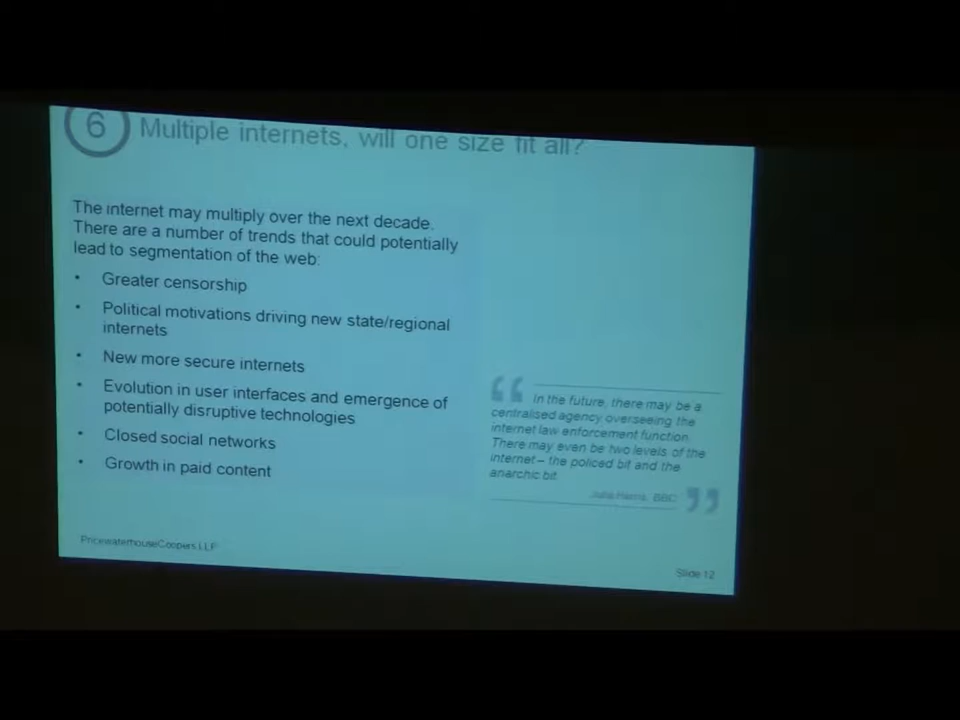 6
Multiple internets, will one size fit all?
The internet may multiply over the next decade.
There are a number of trends that could potentially
lead to segmentation of the web:
• Greater censorship
• Political motivations driving new state/regional
internets
• New more secure internets
• Evolution in user interfaces and emergence of
potentially disruptive technologies
• Closed social networks
• Growth in paid content
“ In the future, there may be a
centralised agency overseeing the
internet law enforcement function.
There may even be two levels of the
internet – the policed bit and the
anarchic bit.
Julia Harris, BBC ”
PricewaterhouseCoopers LLP
Slide 12